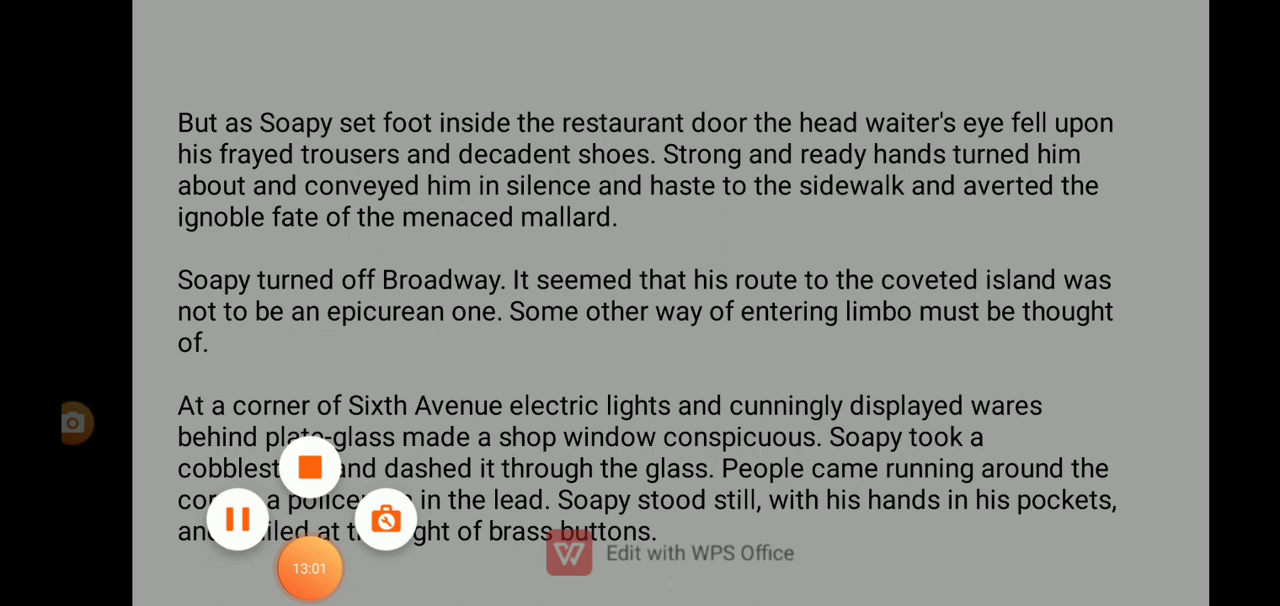 But as Soapy set foot inside the restaurant door the head waiter's eye fell upon
his frayed trousers and decadent shoes. Strong and ready hands turned him
about and conveyed him in silence and haste to the sidewalk and averted the
ignoble fate of the menaced mallard.
Soapy turned off Broadway. It seemed that his route to the coveted island was
not to be an epicurean one. Some other way of entering limbo must be thought
of.
At a corner of Sixth Avenue electric lights and cunningly displayed wares
behind plate-glass made a shop window conspicuous. Soapy took a
and dashed it through the glass. People came running around the
a in the lead. Soapy stood still, with his hands in his pockets,
at of brass buttons.
Edit with WPS Office
13:01